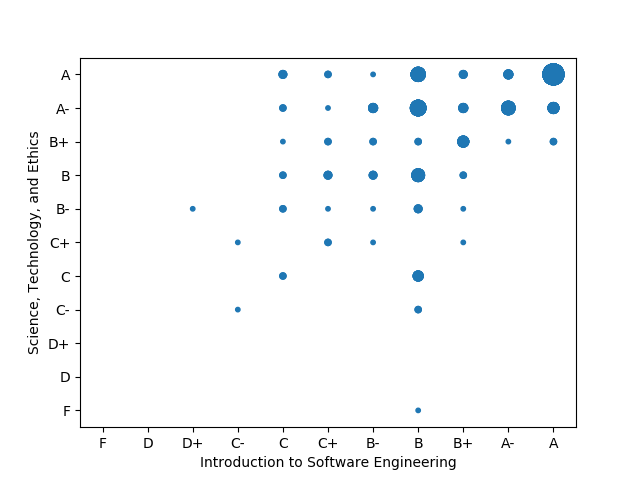 Science, Technology, and Ethics
A
A-
B+
B
B-
C+
C
C-
D+
D
F
F D D+ C- C C+ B- B B+ A- A
Introduction to Software Engineering